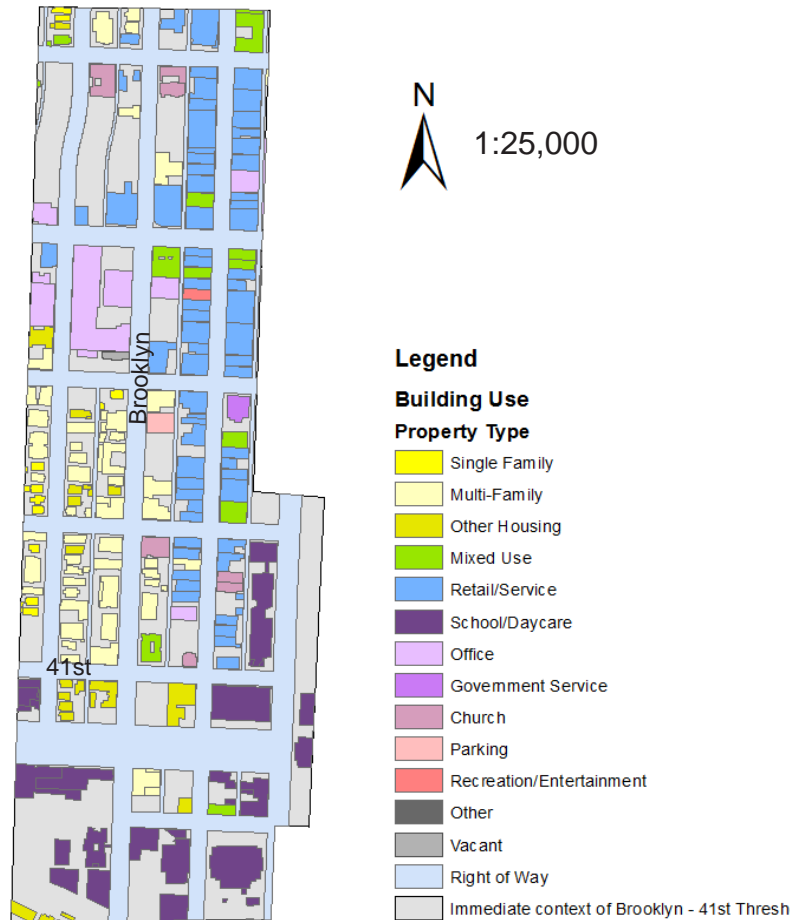 N
1:25,000
Brooklyn
41st
Legend
Building Use
Property Type
Single Family
Multi-Family
Other Housing
Mixed Use
Retail/Service
School/Daycare
Office
Government Service
Church
Parking
Recreation/Entertainment
Other
Vacant
Right of Way
Immediate context of Brooklyn - 41st Thresh